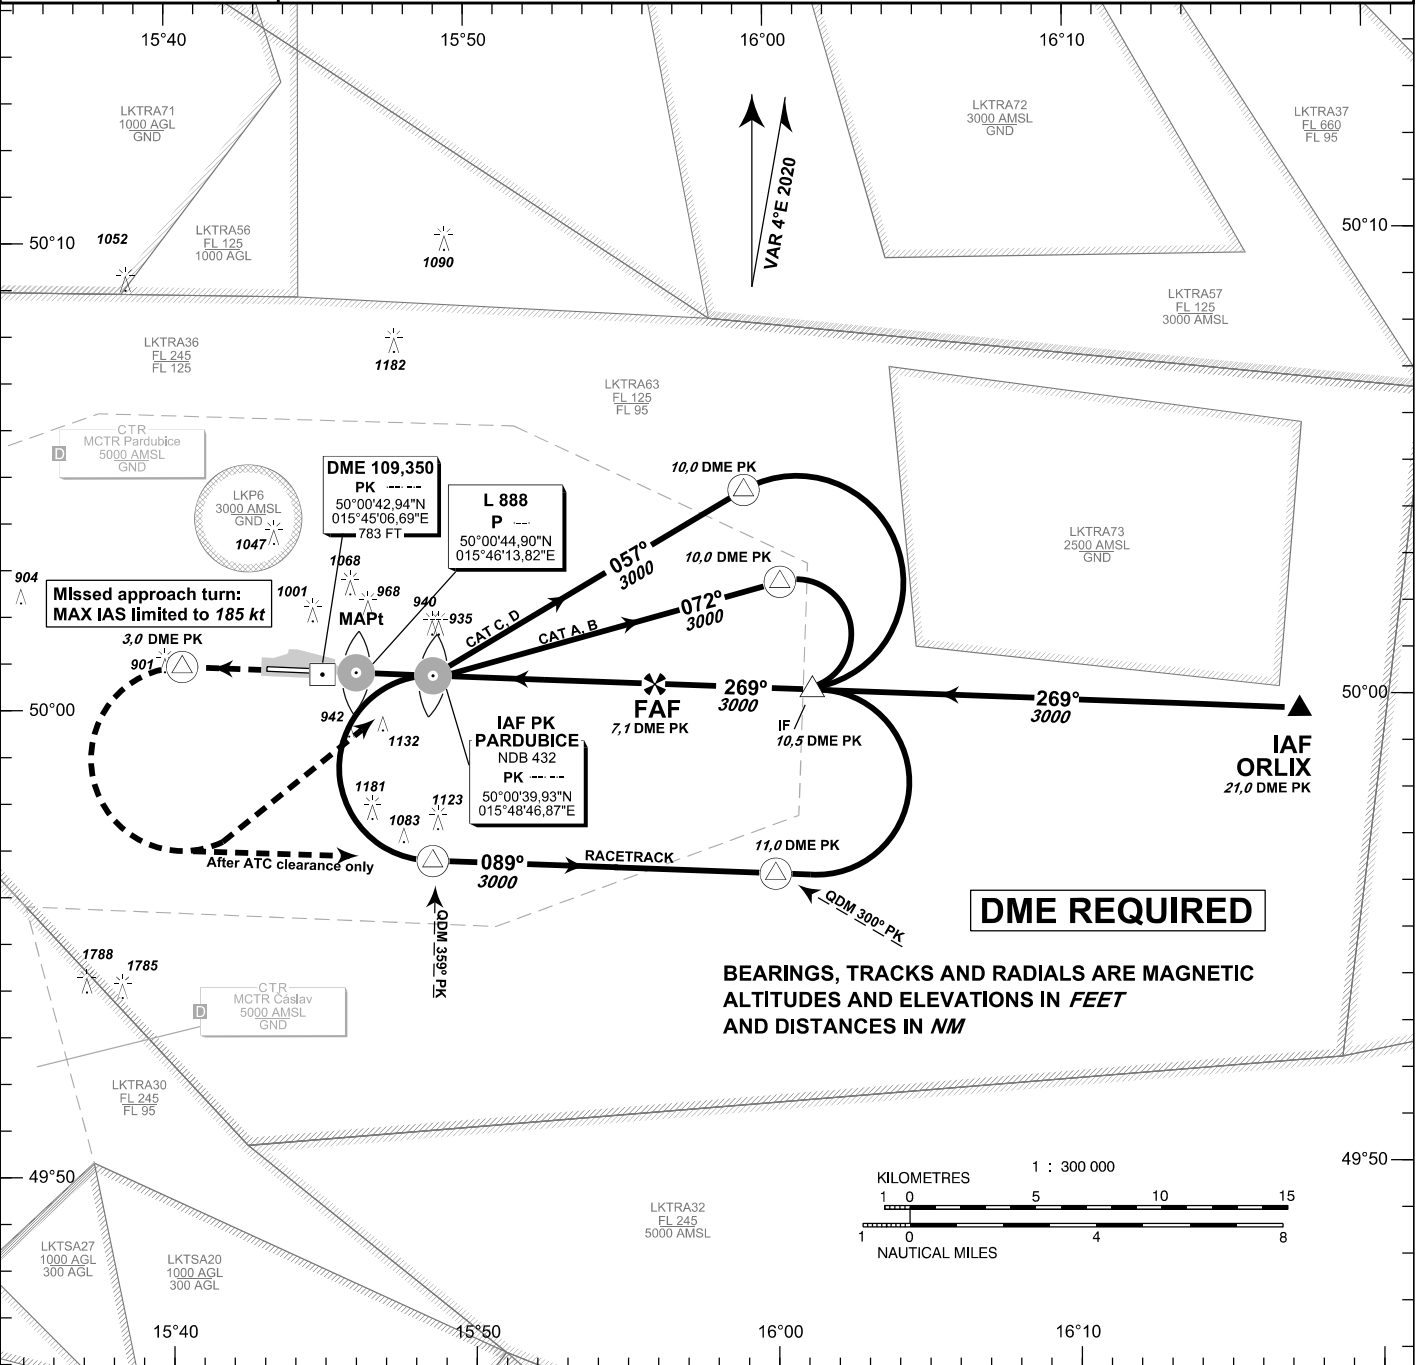 15°40'
15°50'
16°00'
16°10'
LKTRA71
1000 AGL
GND
LKTRA72
3000 AMSL
GND
LKTRA37
FL 660
FL 95
VAR 4°E 2020
50°10'
1052
LKTRA56
FL 125
1000 AGL
1090
50°10'
LKTRA57
FL 125
3000 AMSL
LKTRA36
FL 245
FL 125
1182
LKTRA63
FL 125
FL 95
CTR
MCTR Pardubice
5000 AMSL
GND
D
DME 109,350
PK
50°00'42,94"N
015°45'06,69"E
783 FT
L 888
P
50°00'44,90"N
015°46'13,82"E
10,0 DME PK
LKP6
3000 AMSL
GND
1047
LKTRA73
2500 AMSL
GND
057°
3000
10,0 DME PK
904
1068
1001
968
940
935
MIssed approach turn:
MAX IAS limited to 185 kt
MAPt
CAT C, D
CAT A, B
072°
3000
3,0 DME PK
901
269°
3000
FAF
7,1 DME PK
IF
10,5 DME PK
269°
3000
50°00'
50°00'
942
1132
IAF PK
PARDUBICE
NDB 432
PK
50°00'39,93"N
015°48'46,87"E
IAF
ORLIX
21,0 DME PK
1181
1083
1123
After ATC clearance only
089°
3000
RACETRACK
11,0 DME PK
QDM 359° PK
QDM 300° PK
DME REQUIRED
BEARINGS, TRACKS AND RADIALS ARE MAGNETIC
ALTITUDES AND ELEVATIONS IN FEET
AND DISTANCES IN NM
1788
1785
CTR
MCTR Čáslav
5000 AMSL
GND
D
LKTRA30
FL 245
FL 95
49°50'
49°50'
1 : 300 000
KILOMETRES
1 0 5 10 15
1 0 4 8
NAUTICAL MILES
LKTRA32
FL 245
5000 AMSL
LKTSA27
1000 AGL
300 AGL
LKTSA20
1000 AGL
300 AGL
15°40'
15°50'
16°00'
16°10'